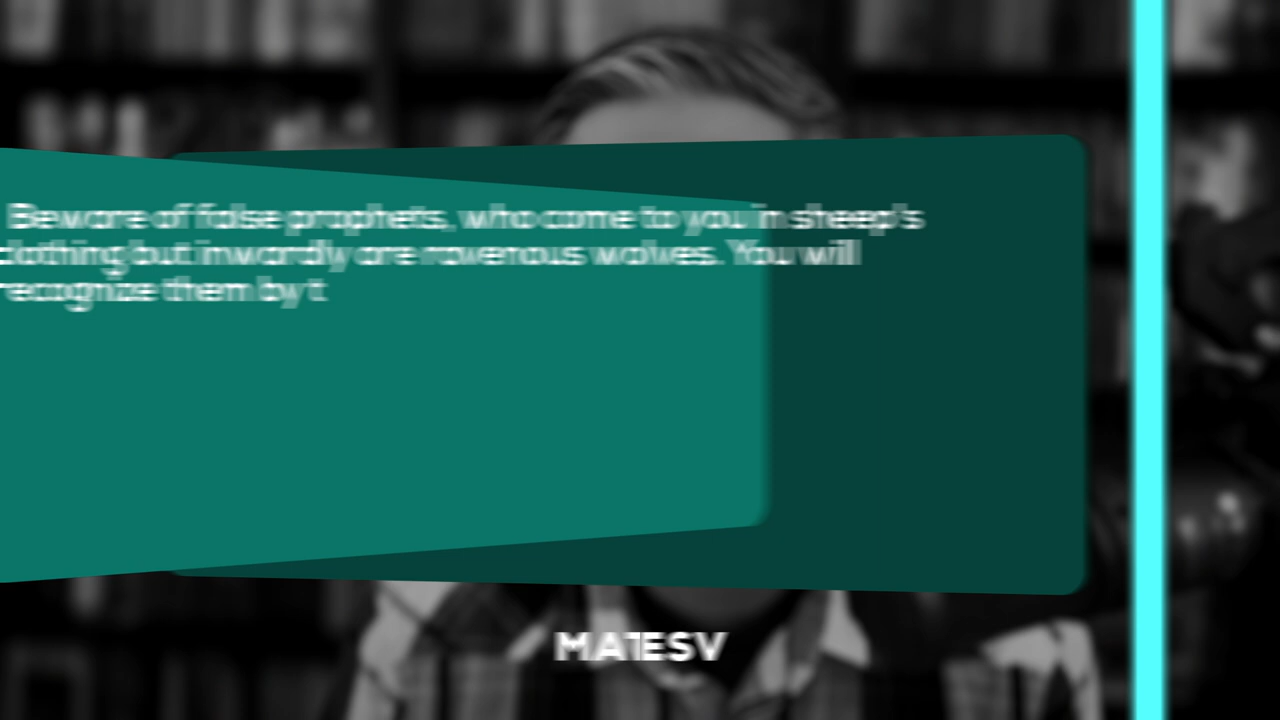 Beware of false prophets, who come to you in sheep's
clothing but inwardly are ravenous wolves. You will
recognize them by t